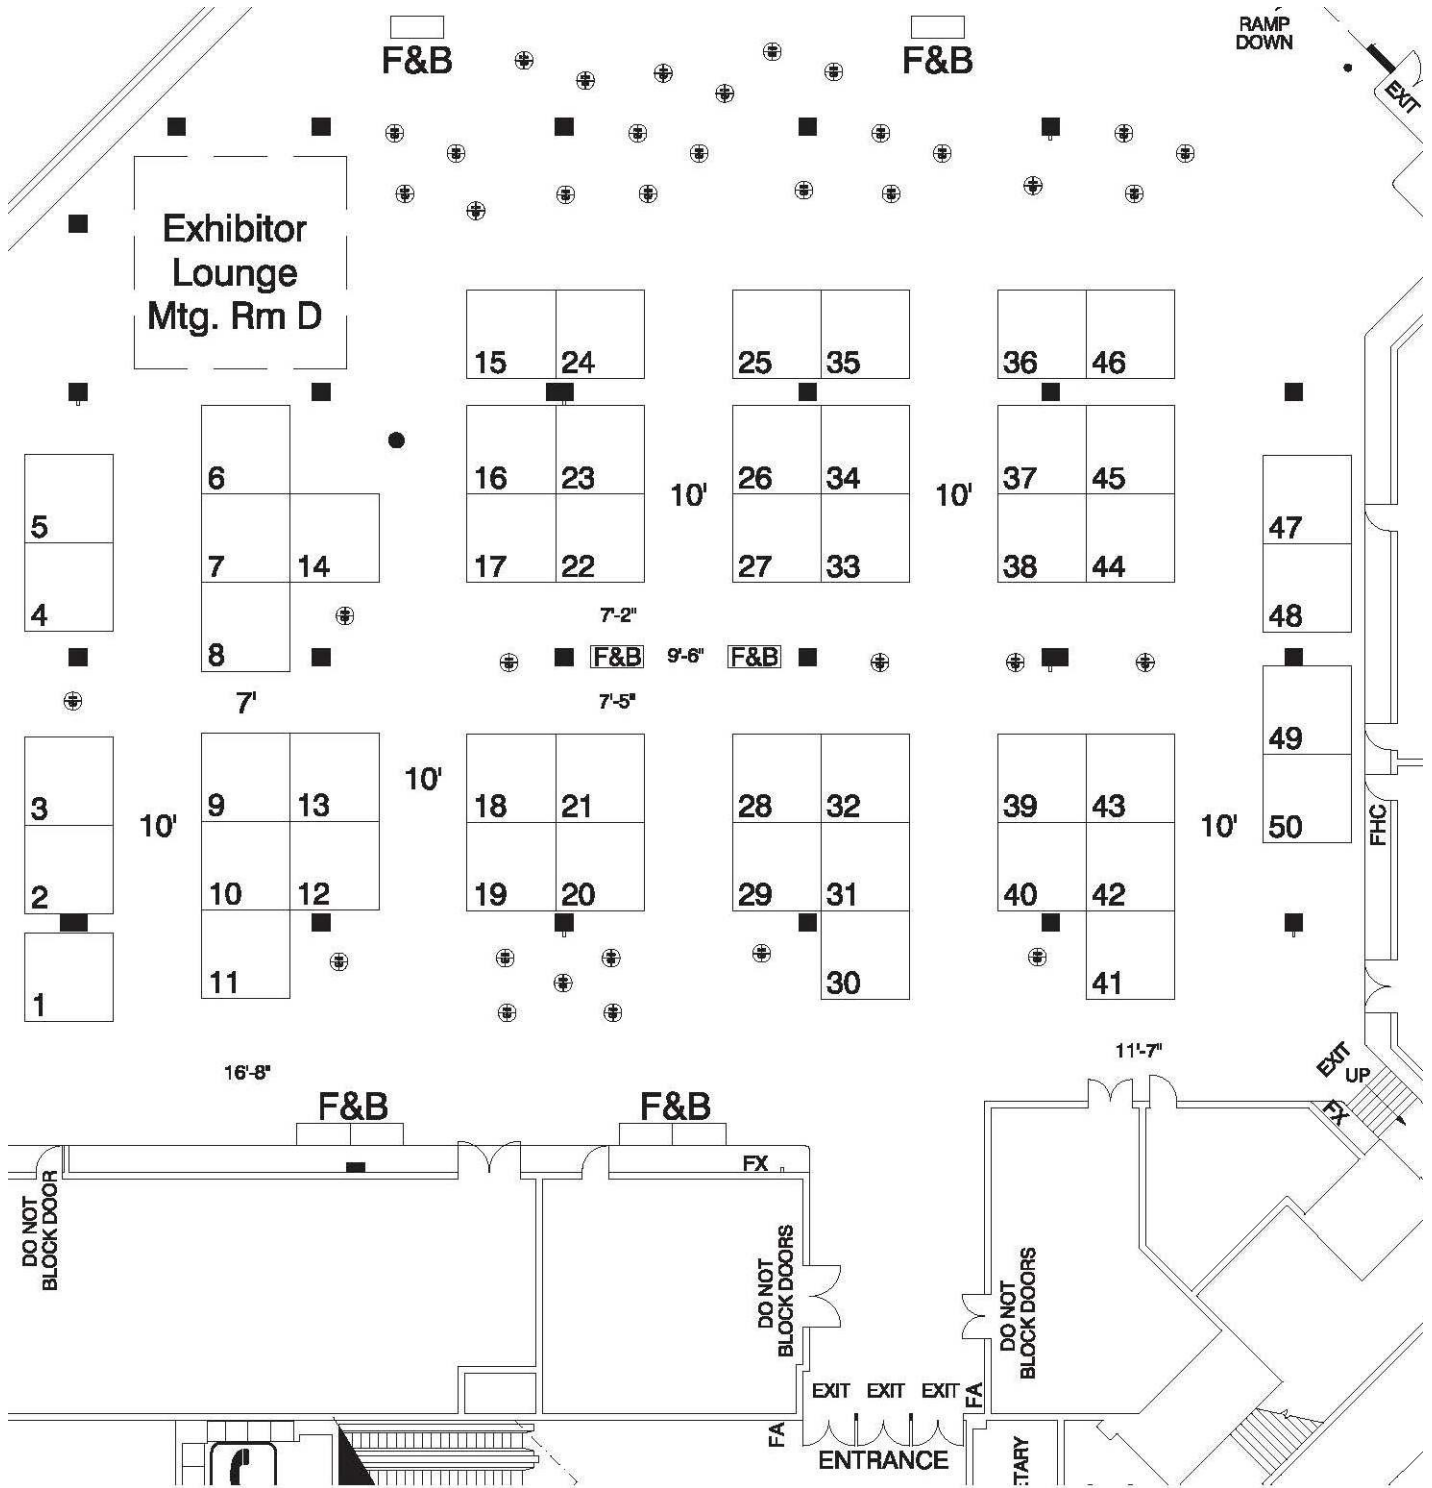 RAMP
DOWN
F&B
F&B
EXIT
Exhibitor
Lounge
Mtg. Rm D
15 24 25 35 36 46
6 16 23 10' 26 34 10' 37 45
5 47
7 14 17 22 27 33 38 44
4 48
7'-2"
8 F&B 9'-6" F&B
7' 7'-5"
49
10'
3 9 13 18 21 28 32 39 43
10' 10' 50 FHC
2 10 12 19 20 29 31 40 42
1 11 30 41
16'-8" 11'-7"
EXIT
UP
FX
F&B F&B
FX
DO NOT
BLOCK DOOR
DO NOT
BLOCK DOORS
DO NOT
BLOCK DOORS
EXIT EXIT EXIT
FA
FA
ENTRANCE
ETARY